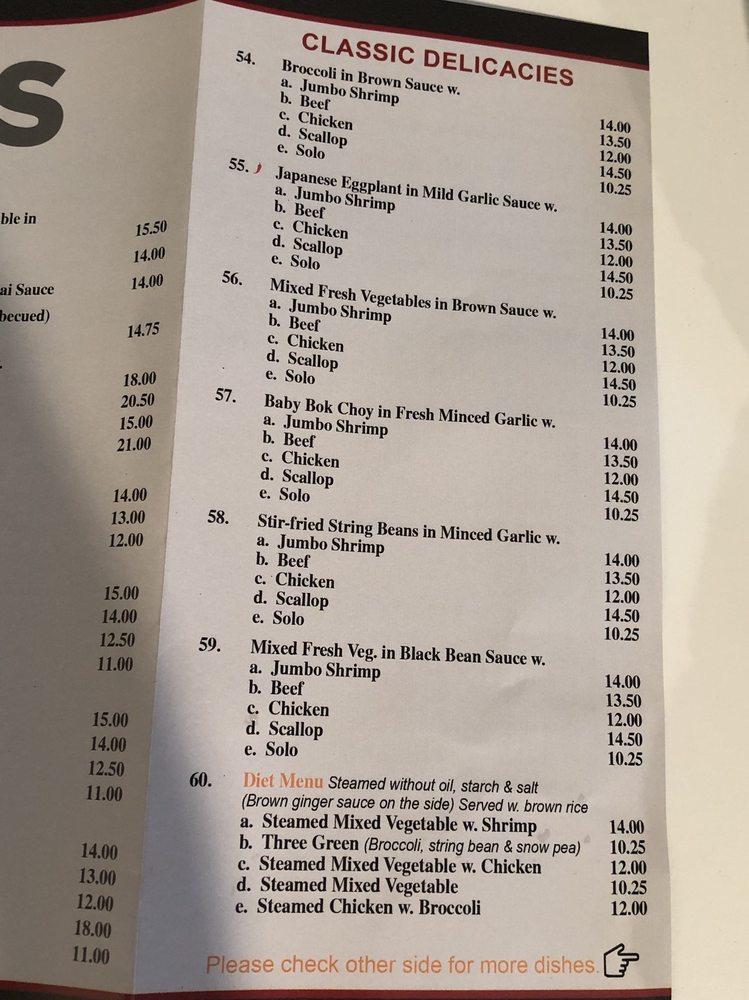 S
ble in
15.50
14.00
ai Sauce 14.00
becued)
14.75
18.00
20.50
15.00
21.00
14.00
13.00
12.00
15.00
14.00
12.50
11.00
15.00
14.00
12.50
11.00
14.00
13.00
12.00
18.00
11.00
CLASSIC DELICACIES
54. Broccoli in Brown Sauce w.
a. Jumbo Shrimp 14.00
b. Beef 13.50
c. Chicken 12.00
d. Scallop 14.50
e. Solo 10.25
55. Japanese Eggplant in Mild Garlic Sauce w.
a. Jumbo Shrimp 14.00
b. Beef 13.50
c. Chicken 12.00
d. Scallop 14.50
e. Solo 10.25
56. Mixed Fresh Vegetables in Brown Sauce w.
a. Jumbo Shrimp 14.00
b. Beef 13.50
c. Chicken 12.00
d. Scallop 14.50
e. Solo 10.25
57. Baby Bok Choy in Fresh Minced Garlic w.
a. Jumbo Shrimp 14.00
b. Beef 13.50
c. Chicken 12.00
d. Scallop 14.50
e. Solo 10.25
58. Stir-fried String Beans in Minced Garlic w.
a. Jumbo Shrimp 14.00
b. Beef 13.50
c. Chicken 12.00
d. Scallop 14.50
e. Solo 10.25
59. Mixed Fresh Veg. in Black Bean Sauce w.
a. Jumbo Shrimp 14.00
b. Beef 13.50
c. Chicken 12.00
d. Scallop 14.50
e. Solo 10.25
60. Diet Menu Steamed without oil, starch & salt
(Brown ginger sauce on the side) Served w. brown rice
a. Steamed Mixed Vegetable w. Shrimp 14.00
b. Three Green (Broccoli, string bean & snow pea) 10.25
c. Steamed Mixed Vegetable w. Chicken 12.00
d. Steamed Mixed Vegetable 10.25
e. Steamed Chicken w. Broccoli 12.00
Please check other side for more dishes.